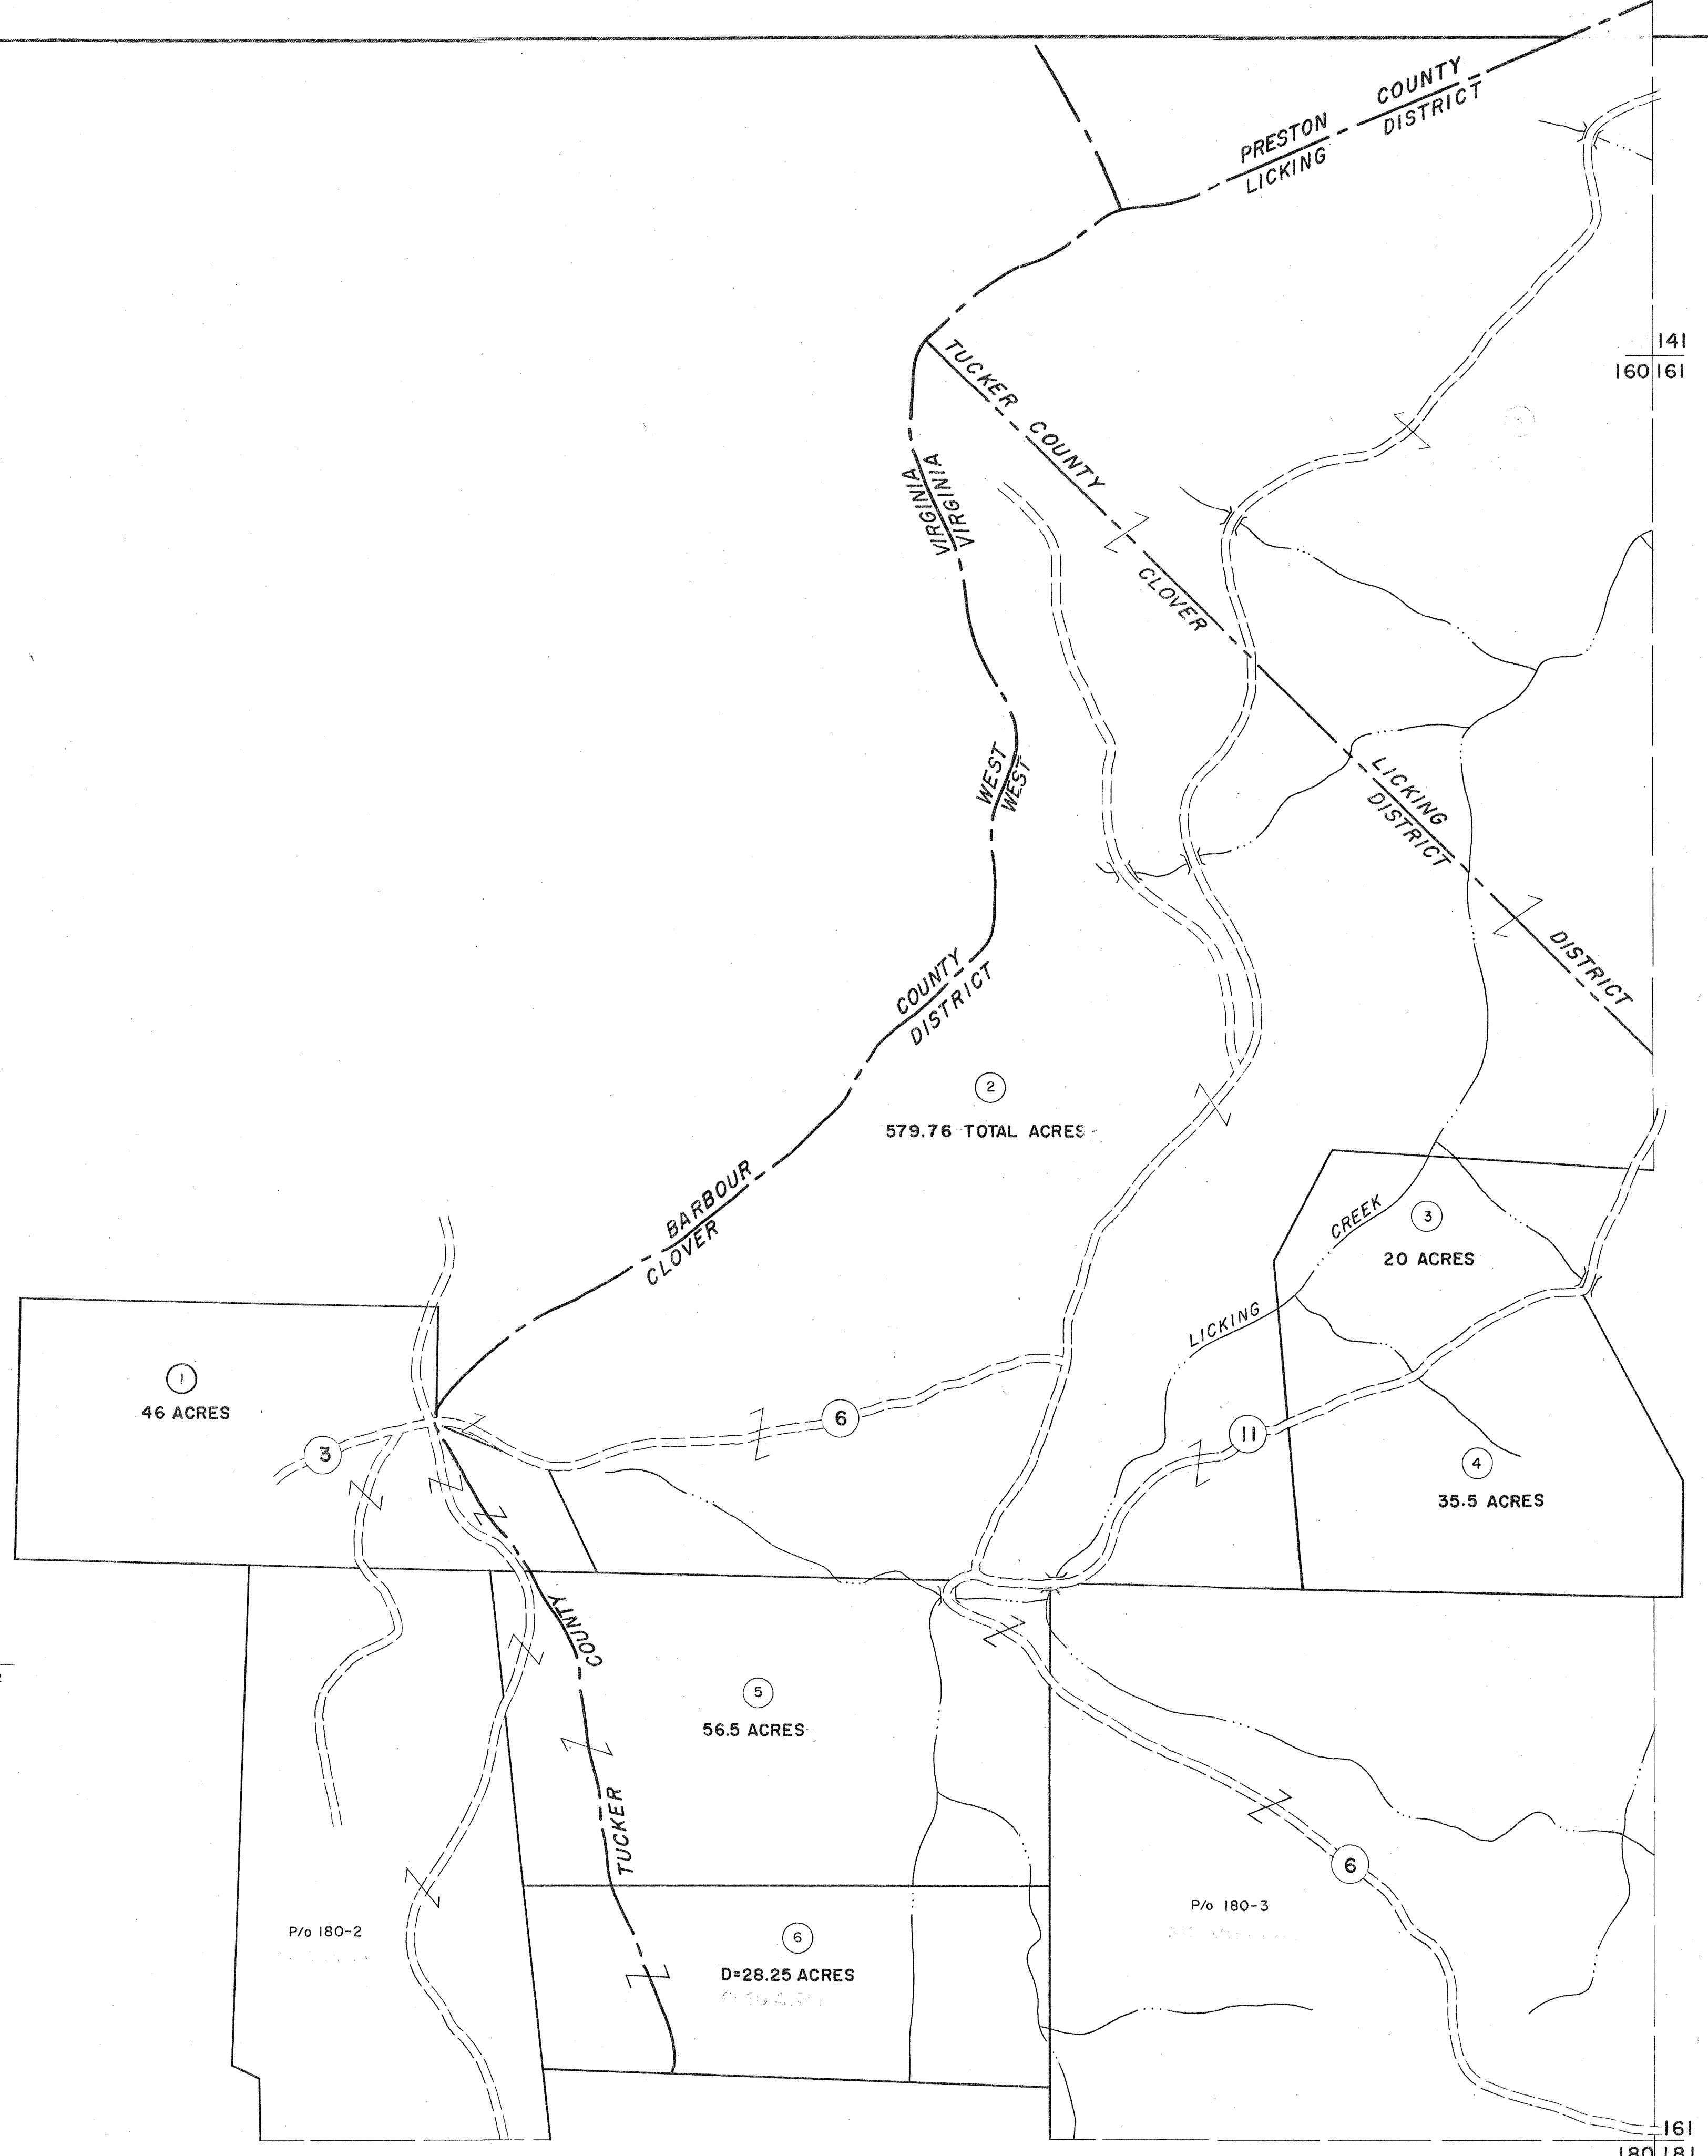 PRESTON COUNTY
LICKING DISTRICT
141
160 161
TUCKER COUNTY
CLOVER
LICKING
DISTRICT
DISTRICT
VIRGINIA
VIRGINIA
WEST
WEST
COUNTY
DISTRICT
2
579.76 TOTAL ACRES
BARBOUR
CLOVER
CREEK
LICKING
3
20 ACRES
1
46 ACRES
3
6
11
4
35.5 ACRES
COUNTY
TUCKER
5
56.5 ACRES
6
P/o 180-2
P/o 180-3
6
D=28.25 ACRES
161
180 181